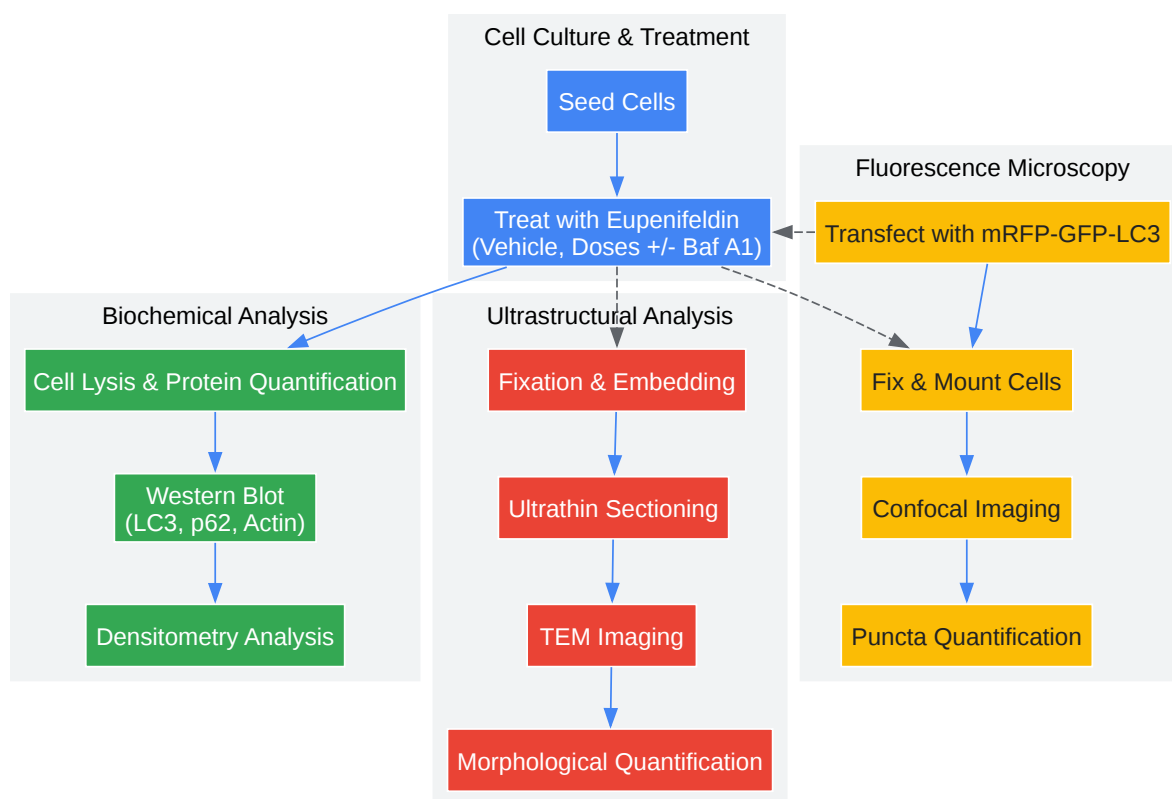 Cell Culture & Treatment
Seed Cells
Treat with Eupenifeldin
(Vehicle, Doses +/- Baf A1)
Fluorescence Microscopy
Transfect with mRFP-GFP-LC3
Biochemical Analysis
Cell Lysis & Protein Quantification
Western Blot
(LC3, p62, Actin)
Densitometry Analysis
Ultrastructural Analysis
Fixation & Embedding
Ultrathin Sectioning
TEM Imaging
Morphological Quantification
Fix & Mount Cells
Confocal Imaging
Puncta Quantification